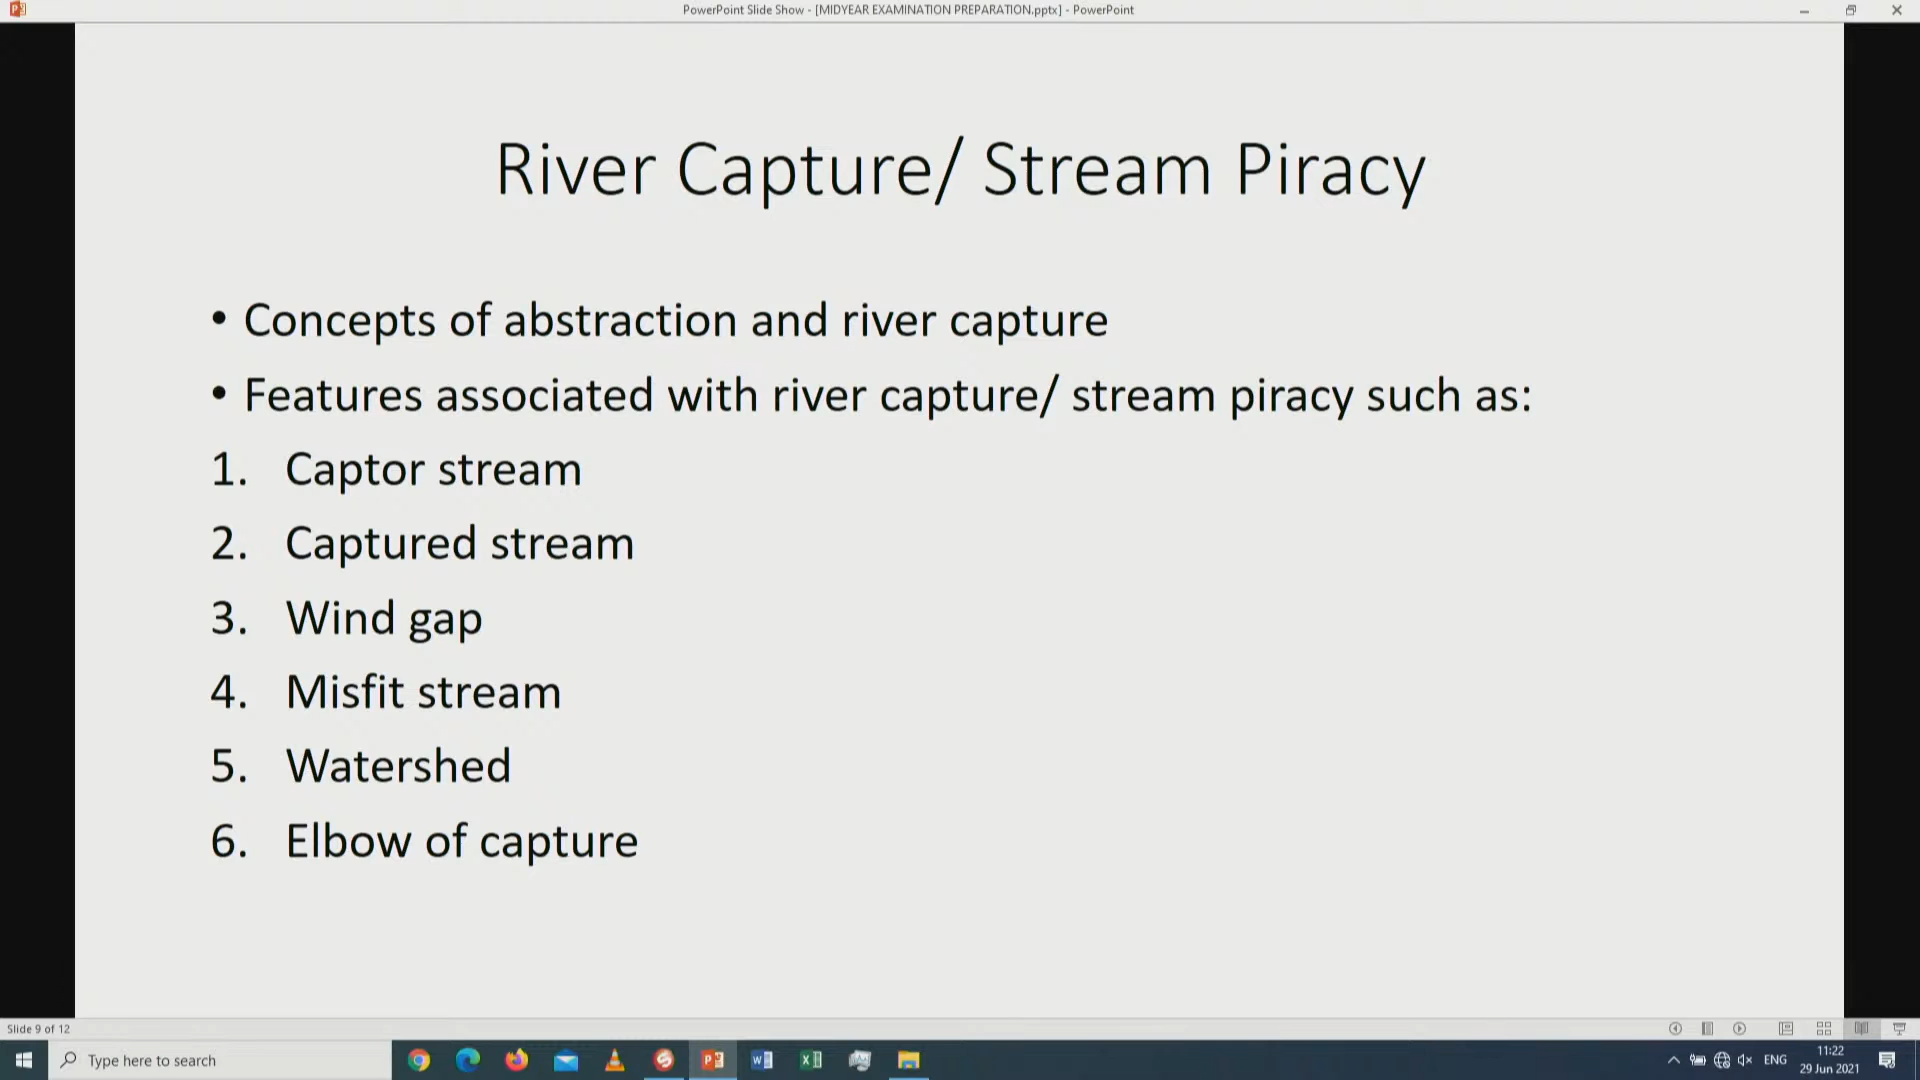 PowerPoint Slide Show - [MIDYEAR EXAMINATION PREPARATION.pptx] - PowerPoint
River Capture/ Stream Piracy
• Concepts of abstraction and river capture
• Features associated with river capture/ stream piracy such as:
1. Captor stream
2. Captured stream
3. Wind gap
4. Misfit stream
5. Watershed
6. Elbow of capture
Slide 9 of 12
Type here to search
ENG
11:22
29 Jun 2021